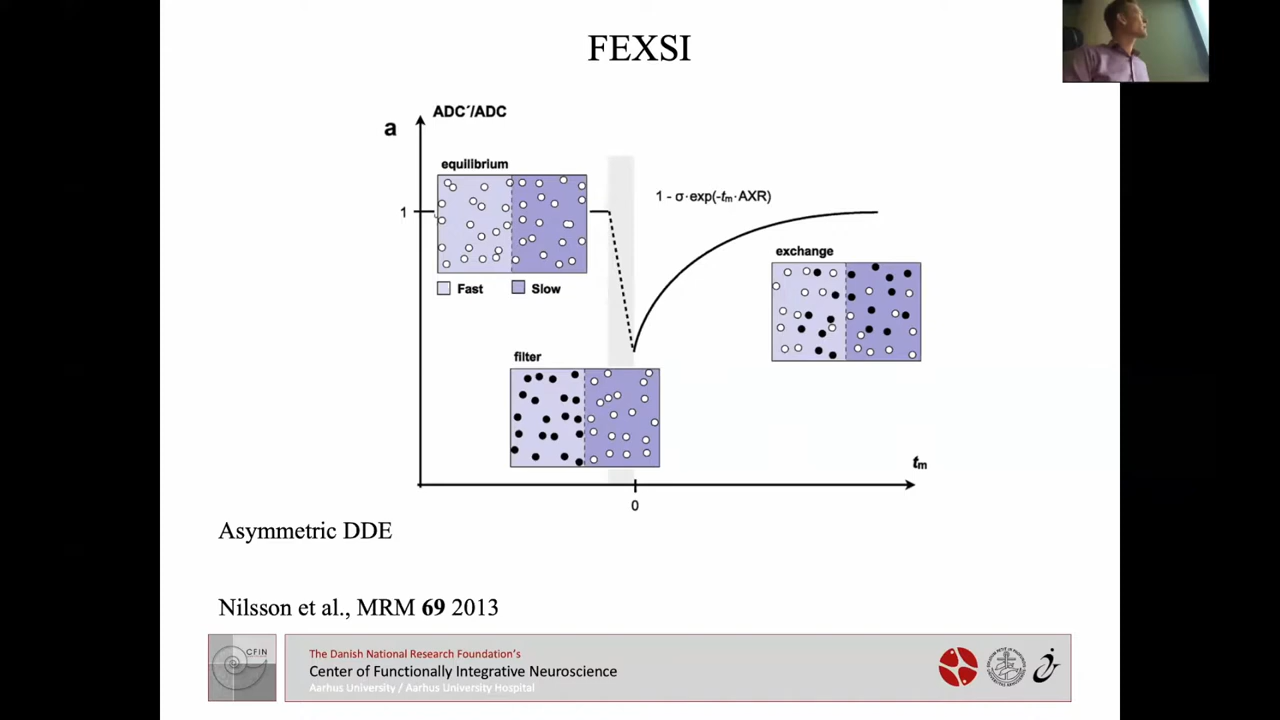 FEXSI
ADC´/ADC
a
equilibrium
1 - σ·exp(-tm·AXR)
1
exchange
Fast
Slow
filter
tm
0
Asymmetric DDE
Nilsson et al., MRM 69 2013
CFIN
The Danish National Research Foundation's
Center of Functionally Integrative Neuroscience
Aarhus University / Aarhus University Hospital